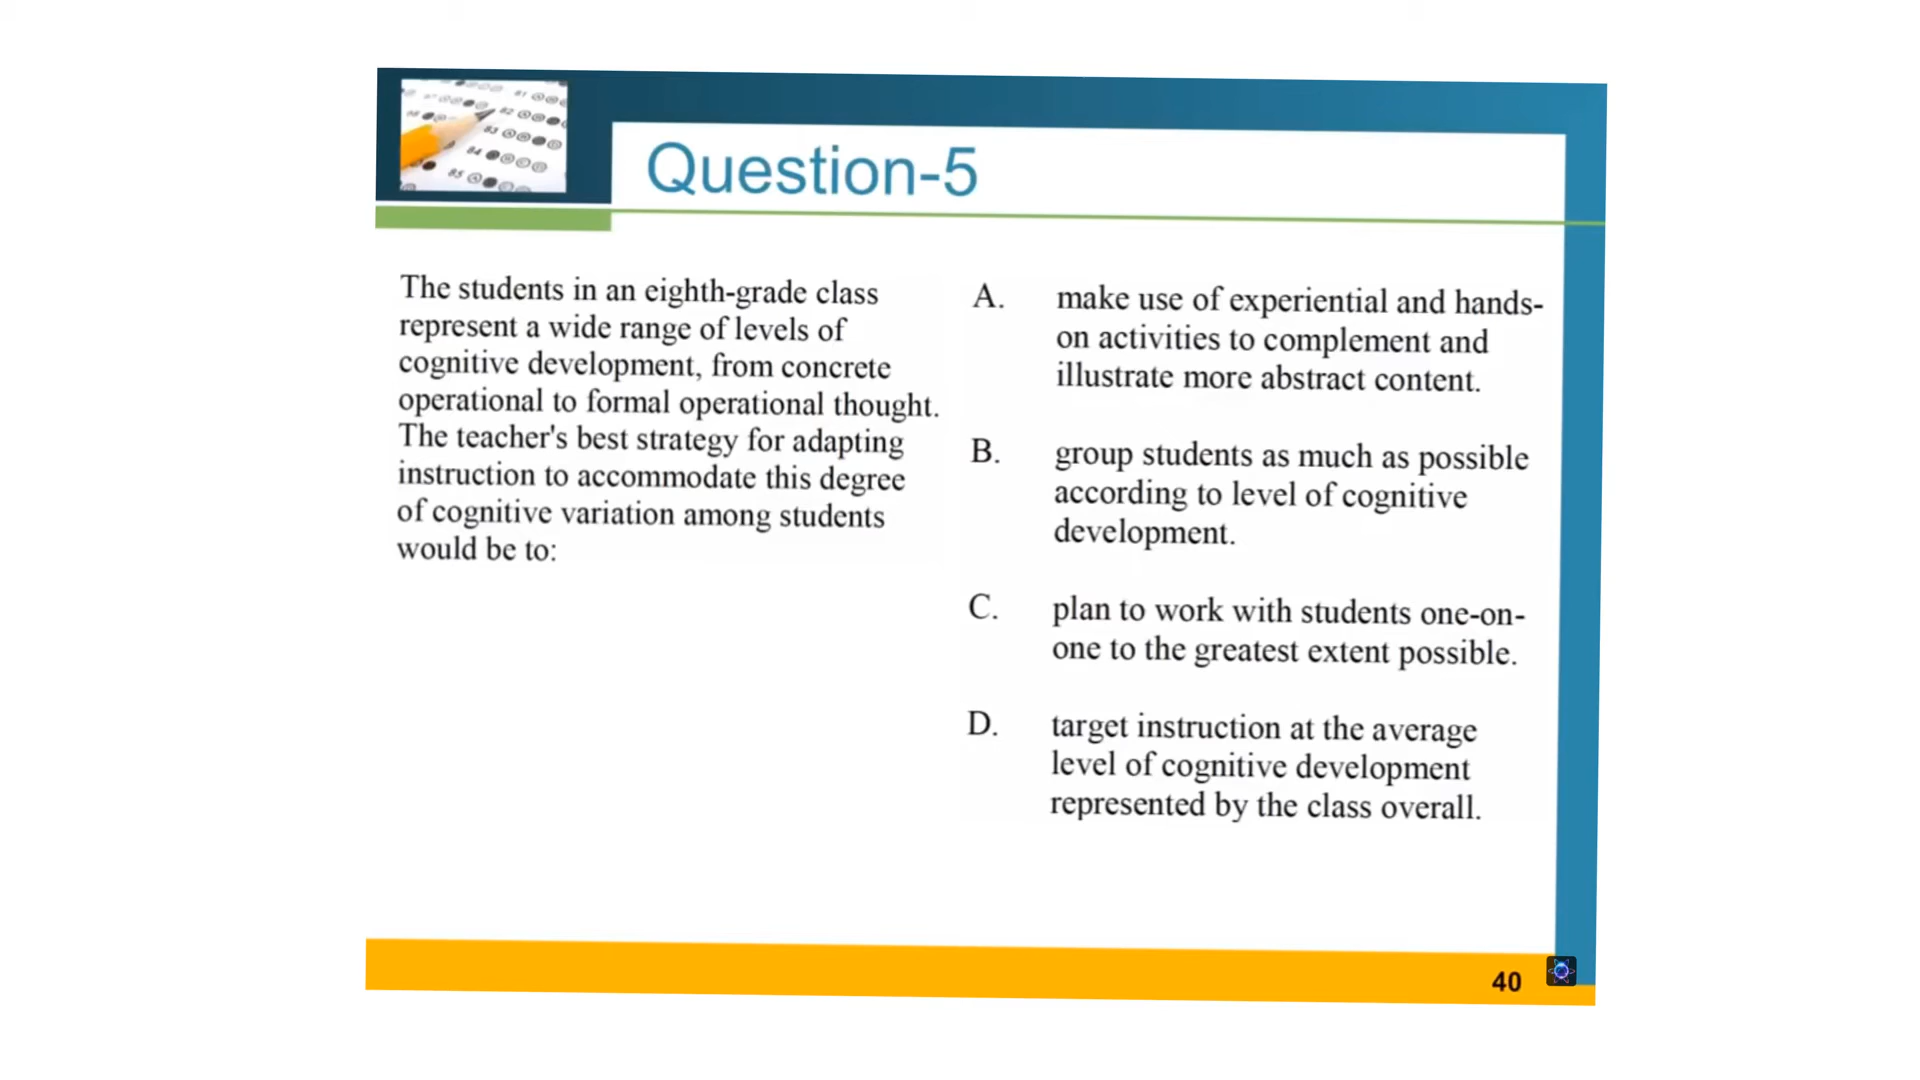 Question-5
The students in an eighth-grade class
represent a wide range of levels of
cognitive development, from concrete
operational to formal operational thought.
The teacher's best strategy for adapting
instruction to accommodate this degree
of cognitive variation among students
would be to:
A. make use of experiential and hands-
on activities to complement and
illustrate more abstract content.
B. group students as much as possible
according to level of cognitive
development.
C. plan to work with students one-on-
one to the greatest extent possible.
D. target instruction at the average
level of cognitive development
represented by the class overall.
40